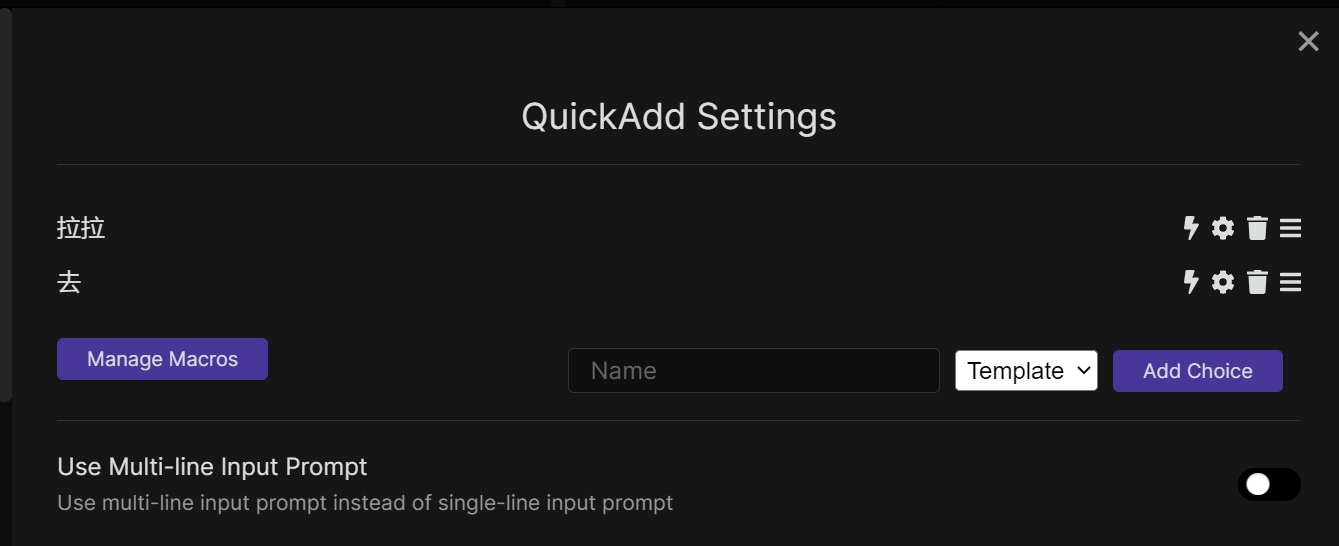 QuickAdd Settings
拉拉
去
Manage Macros
Name
Template
Add Choice
Use Multi-line Input Prompt
Use multi-line input prompt instead of single-line input prompt